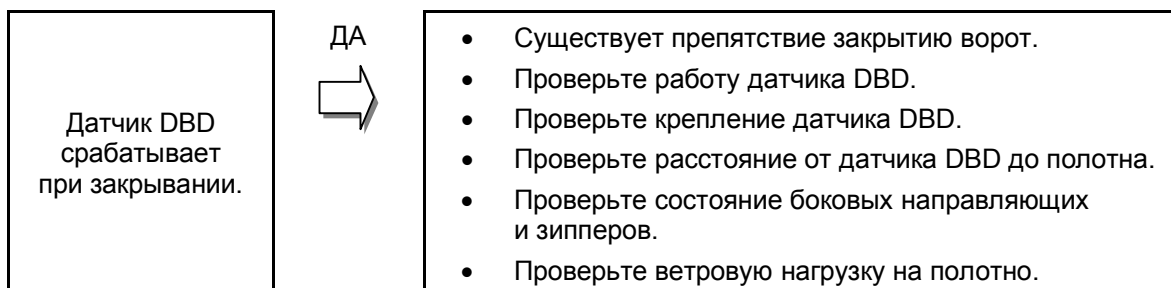 Датчик DBD
срабатывает
при закрывании.
ДА
• Существует препятствие закрытию ворот.
• Проверьте работу датчика DBD.
• Проверьте крепление датчика DBD.
• Проверьте расстояние от датчика DBD до полотна.
• Проверьте состояние боковых направляющих
и зипперов.
• Проверьте ветровую нагрузку на полотно.